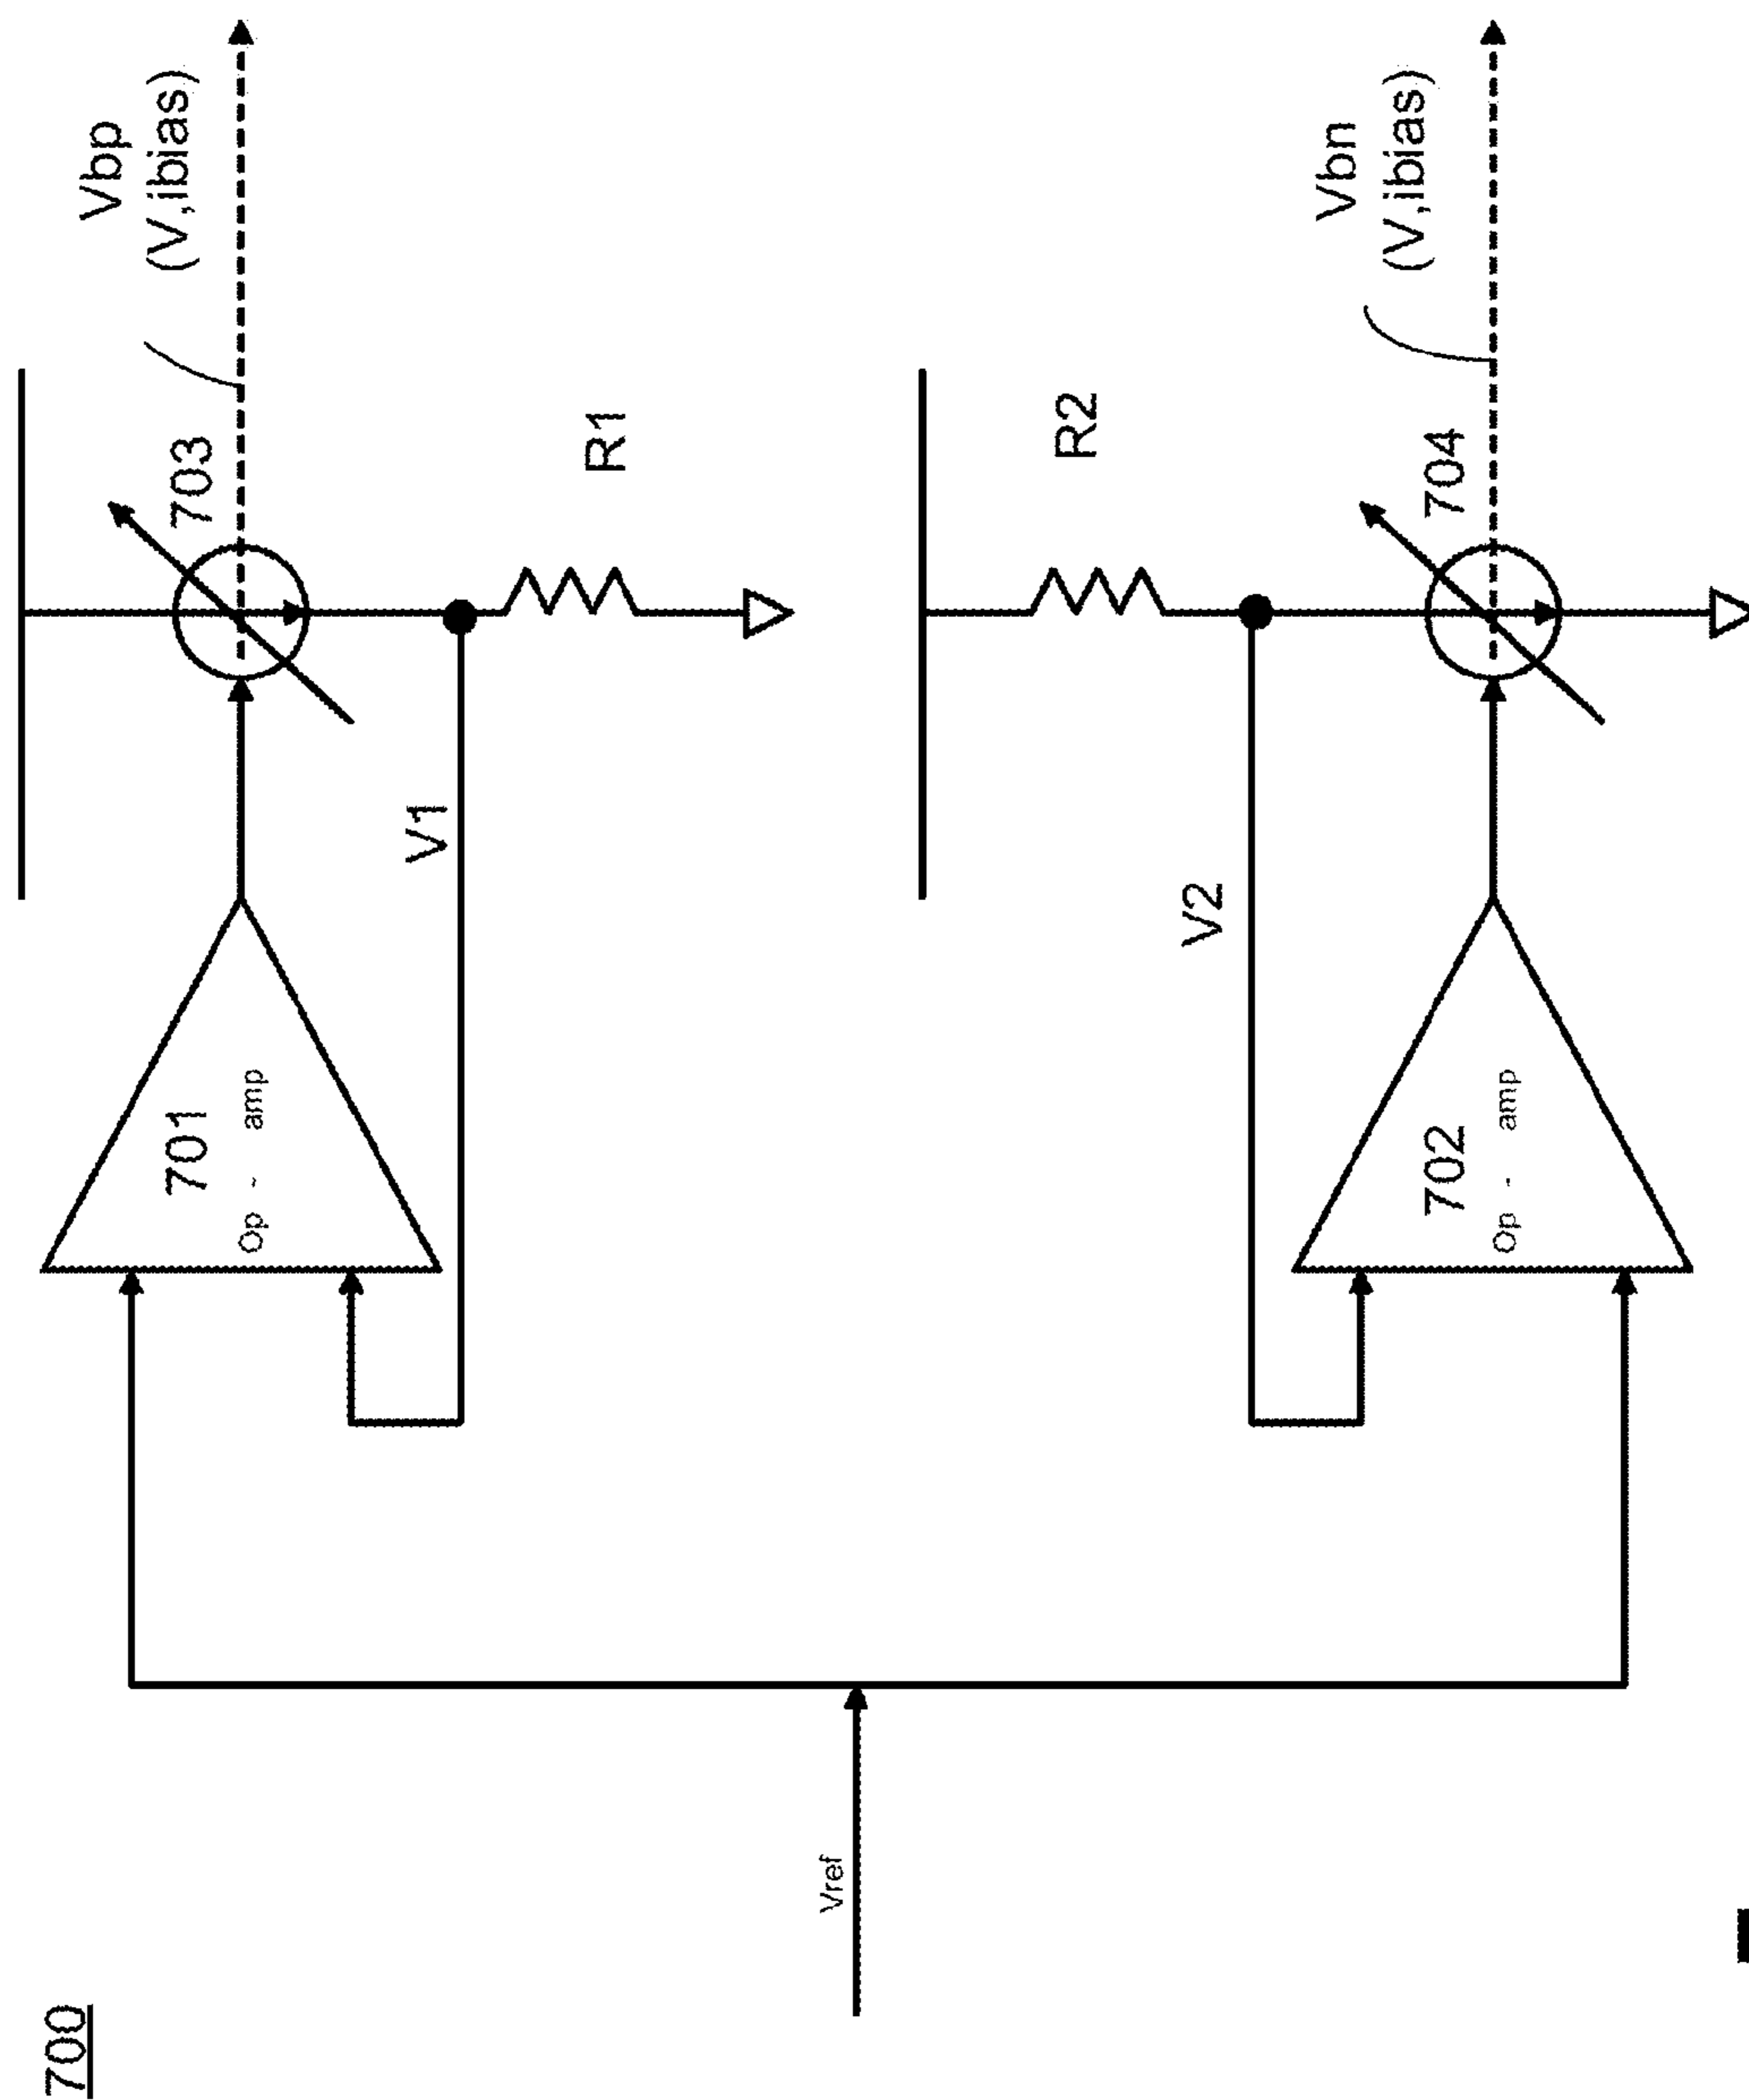 700
Vref
701
Op - amp
V1
703
R1
Vbp
(V,ibias)
702
Op - amp
V2
704
R2
Vbn
(V,ibias)